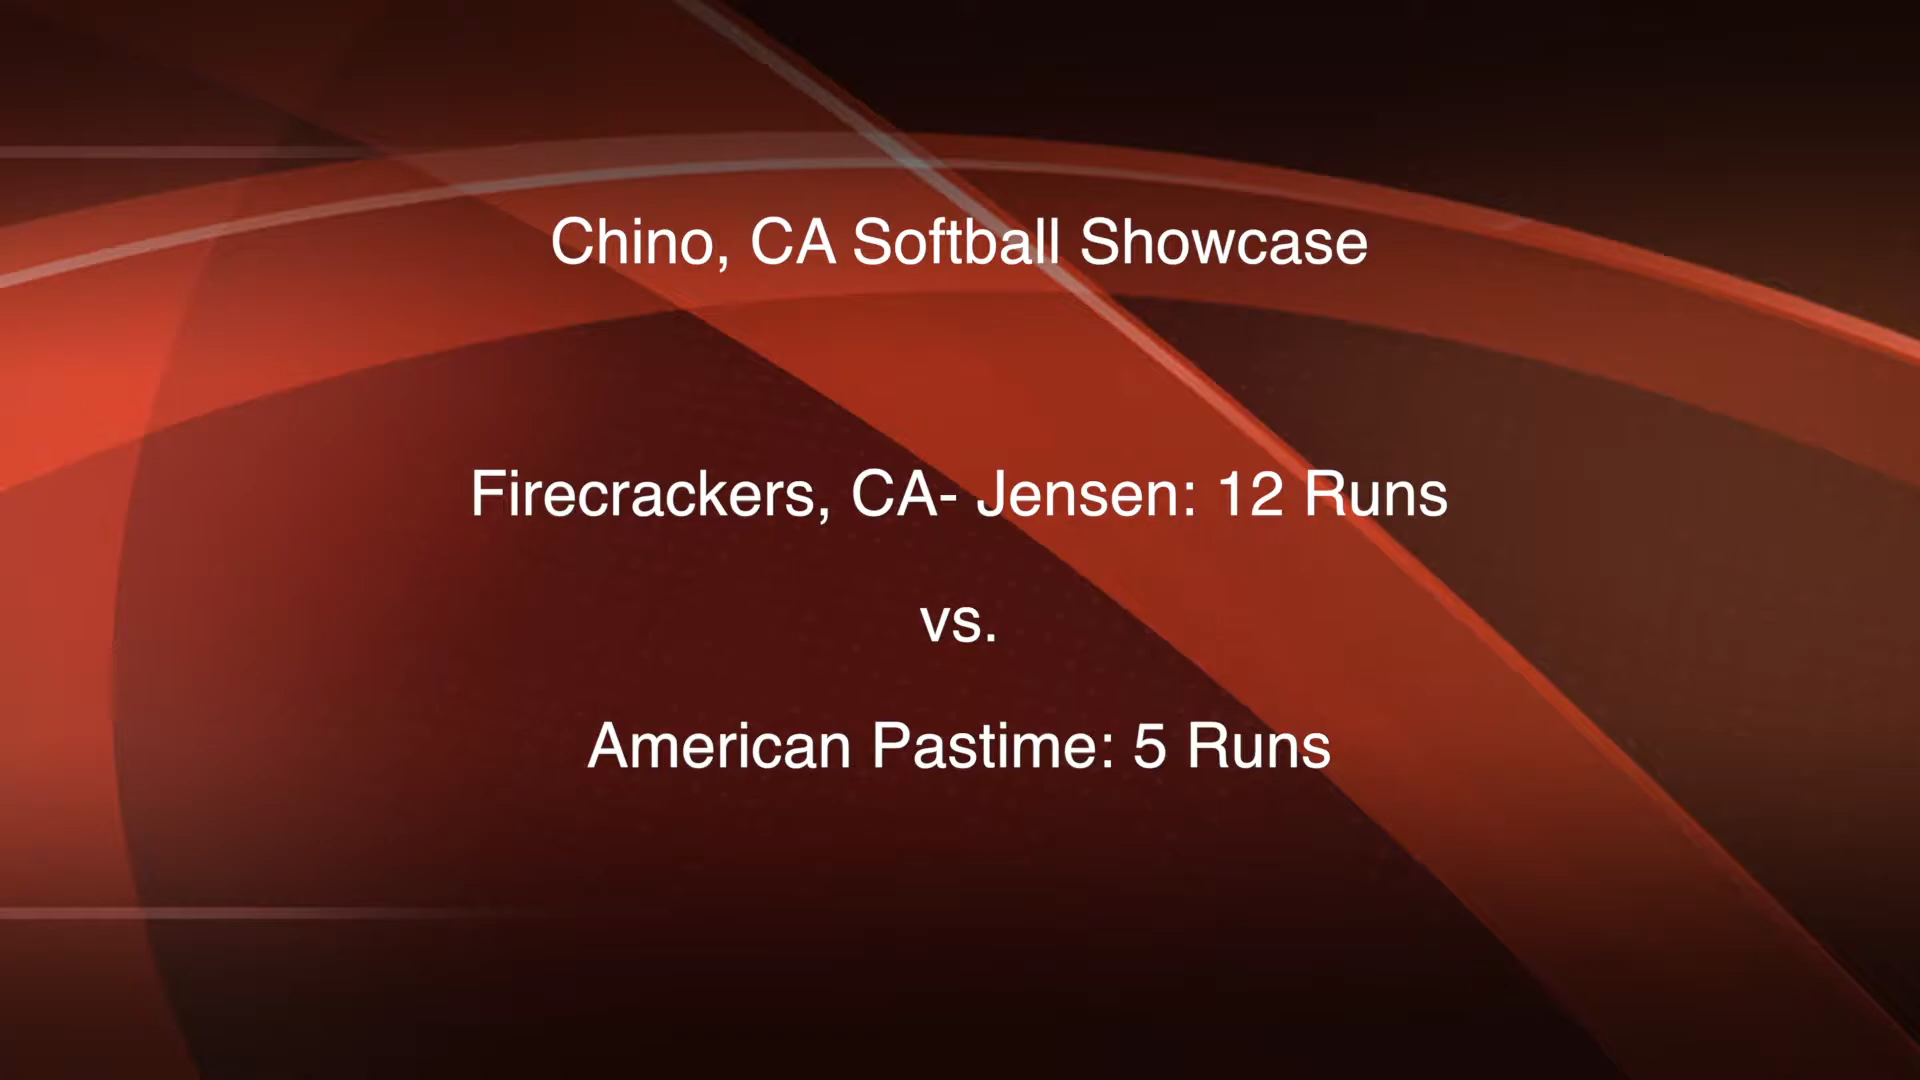 Chino, CA Softball Showcase
Firecrackers, CA- Jensen: 12 Runs
vs.
American Pastime: 5 Runs